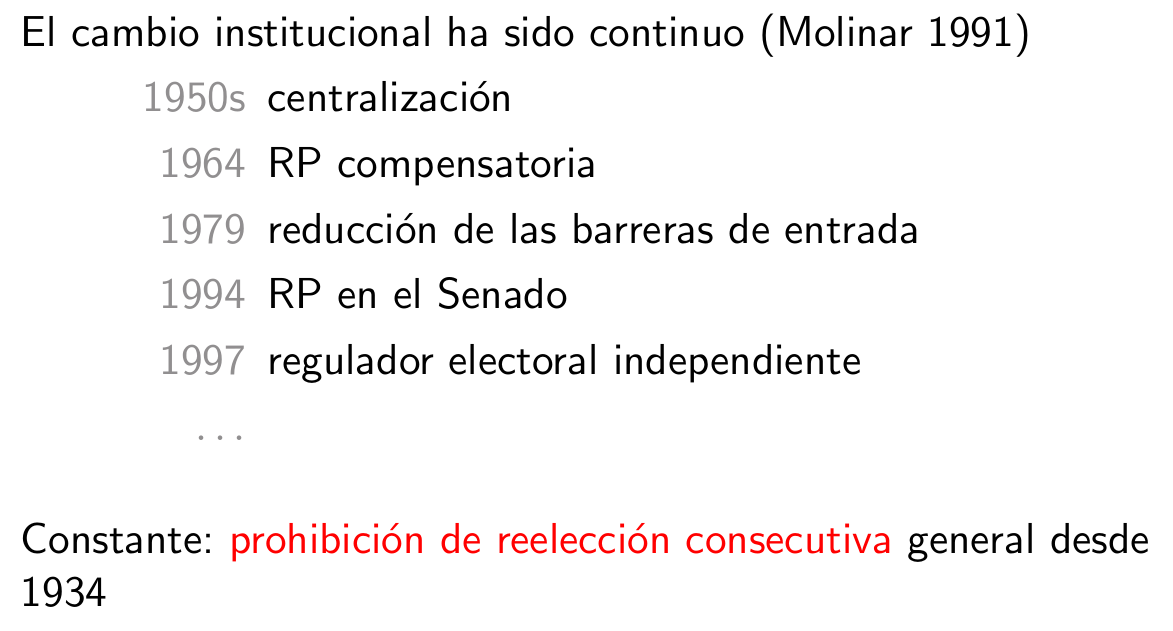 El cambio institucional ha sido continuo (Molinar 1991)
1950s centralización
1964 RP compensatoria
1979 reducción de las barreras de entrada
1994 RP en el Senado
1997 regulador electoral independiente
...
Constante: prohibición de reelección consecutiva general desde
1934